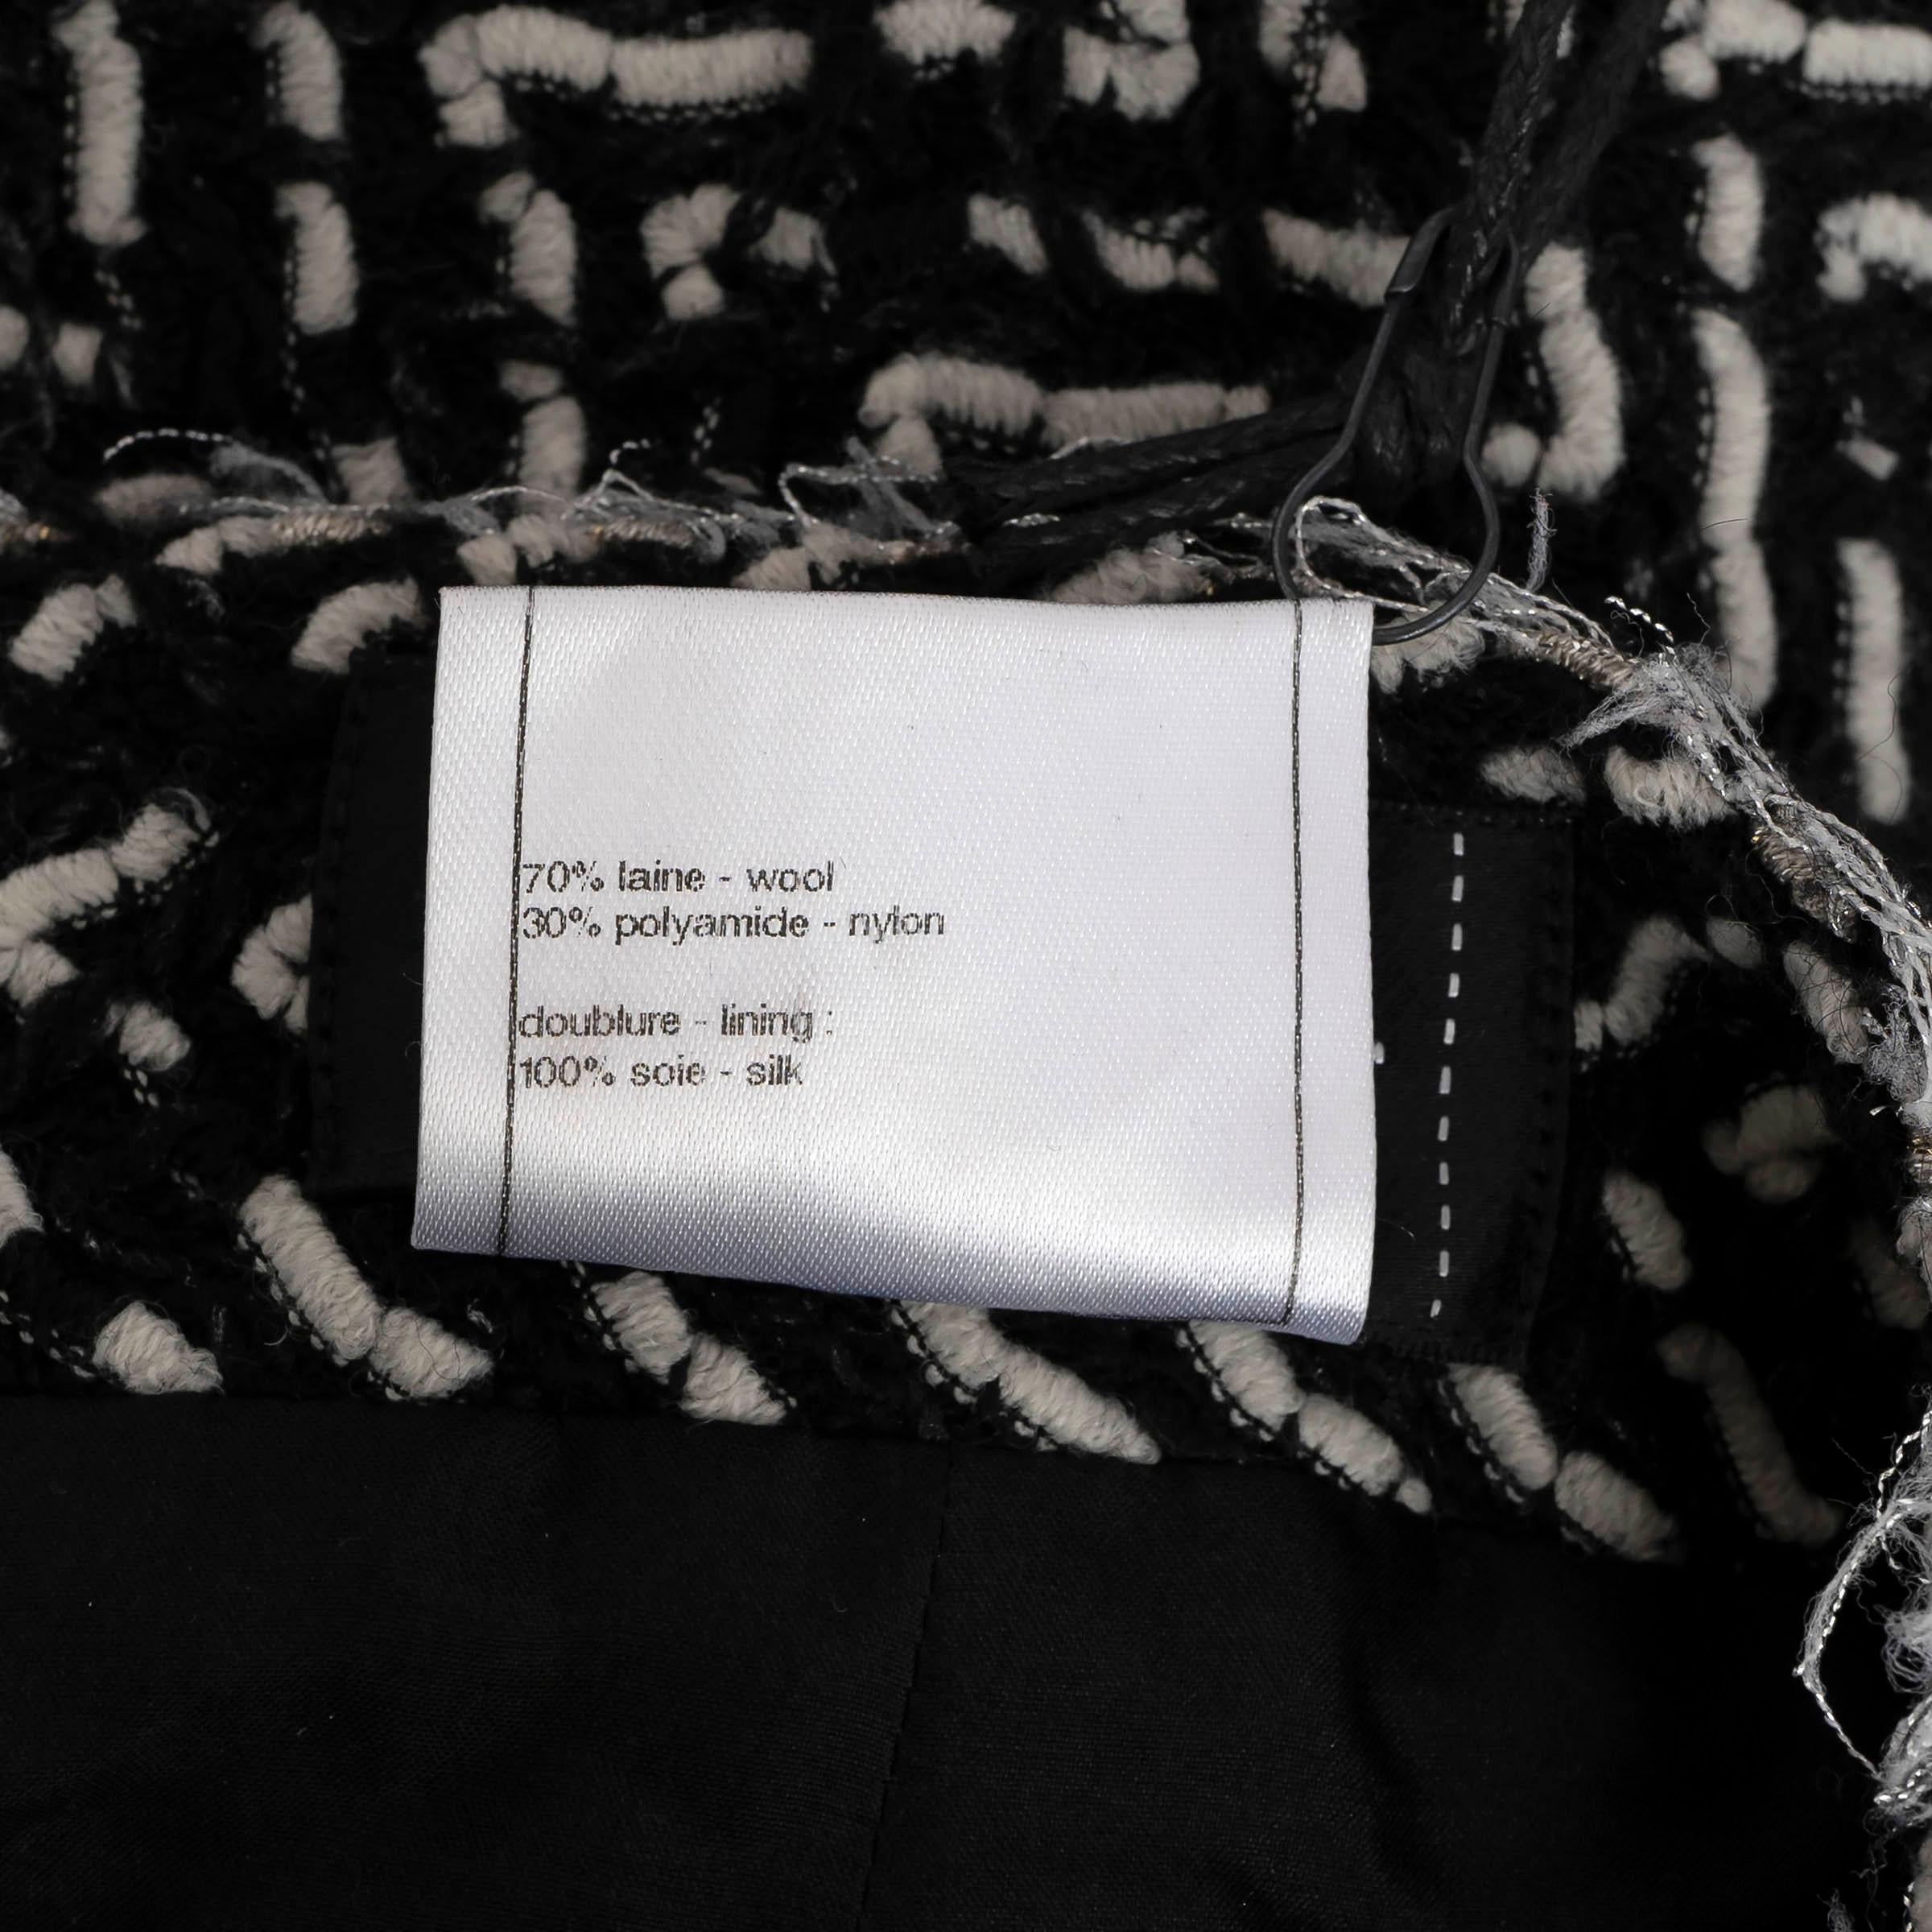 70% laine - wool
30% polyamide - nylon
doublure - lining :
100% soie - silk